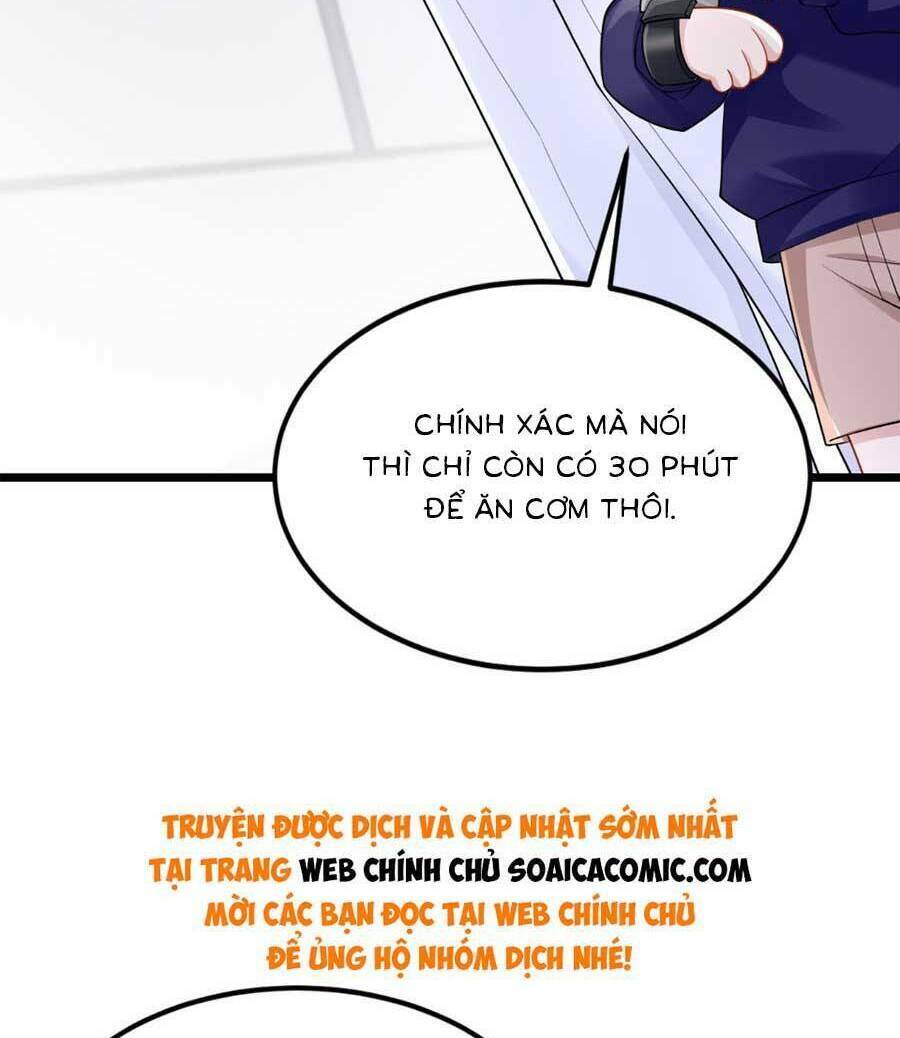 CHÍNH XÁC MÀ NÓI
THÌ CHỈ CÒN CÓ 30 PHÚT
ĐỂ ĂN CƠM THÔI.
TRUYỆN ĐƯỢC DỊCH VÀ CẬP NHẬT SỚM NHẤT
TẠI TRANG WEB CHÍNH CHỦ SOAICACOMIC.COM
MỜI CÁC BẠN ĐỌC TẠI WEB CHÍNH CHỦ
ĐỂ ỦNG HỘ NHÓM DỊCH NHÉ!